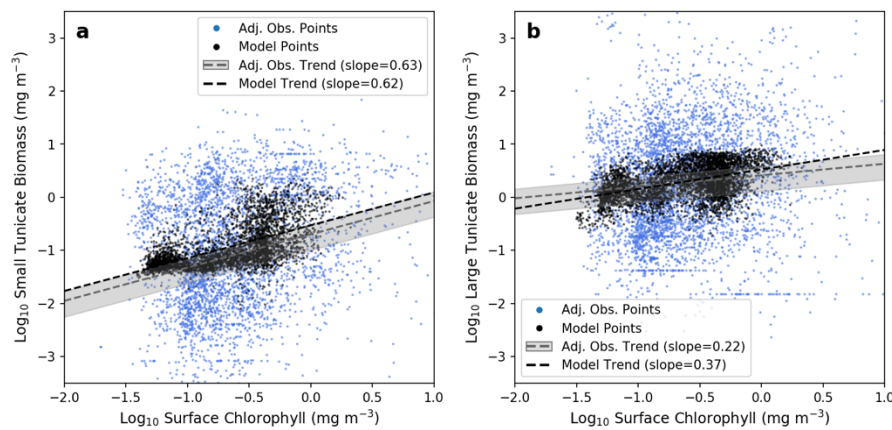 a
Adj. Obs. Points
Model Points
Adj. Obs. Trend (slope=0.63)
Model Trend (slope=0.62)
3
2
1
0
−1
−2
−3
Log₁₀ Small Tunicate Biomass (mg m⁻³)
−2.0 −1.5 −1.0 −0.5 0.0 0.5 1.0
Log₁₀ Surface Chlorophyll (mg m⁻³)
b
3
2
1
0
−1
−2
−3
Log₁₀ Large Tunicate Biomass (mg m⁻³)
Adj. Obs. Points
Model Points
Adj. Obs. Trend (slope=0.22)
Model Trend (slope=0.37)
−2.0 −1.5 −1.0 −0.5 0.0 0.5 1.0
Log₁₀ Surface Chlorophyll (mg m⁻³)